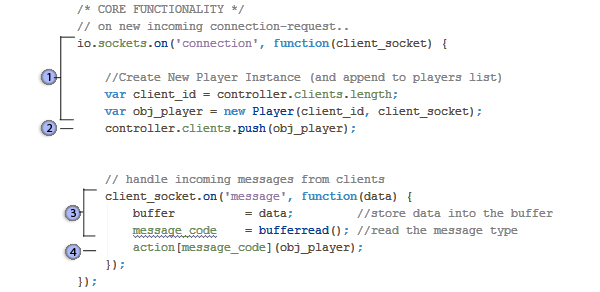 /* CORE FUNCTIONALITY */
// on new incoming connection-request..
io.sockets.on('connection', function(client_socket) {
1
//Create New Player Instance (and append to players list)
var client_id = controller.clients.length;
var obj_player = new Player(client_id, client_socket);
2 controller.clients.push(obj_player);
// handle incoming messages from clients
client_socket.on('message', function(data) {
3 buffer = data; //store data into the buffer
message_code = bufferread(); //read the message type
4 action[message_code](obj_player);
});
});